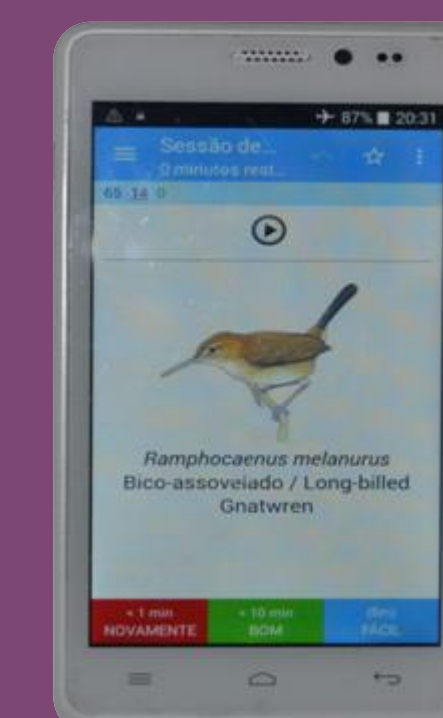 87% 20:31
Sessão de...
0 minutos rest...
65 14 0
Ramphocaenus melanurus
Bico-assovelado / Long-billed
Gnatwren
< 1 min < 10 min
NOVAMENTE BOM FÁCIL